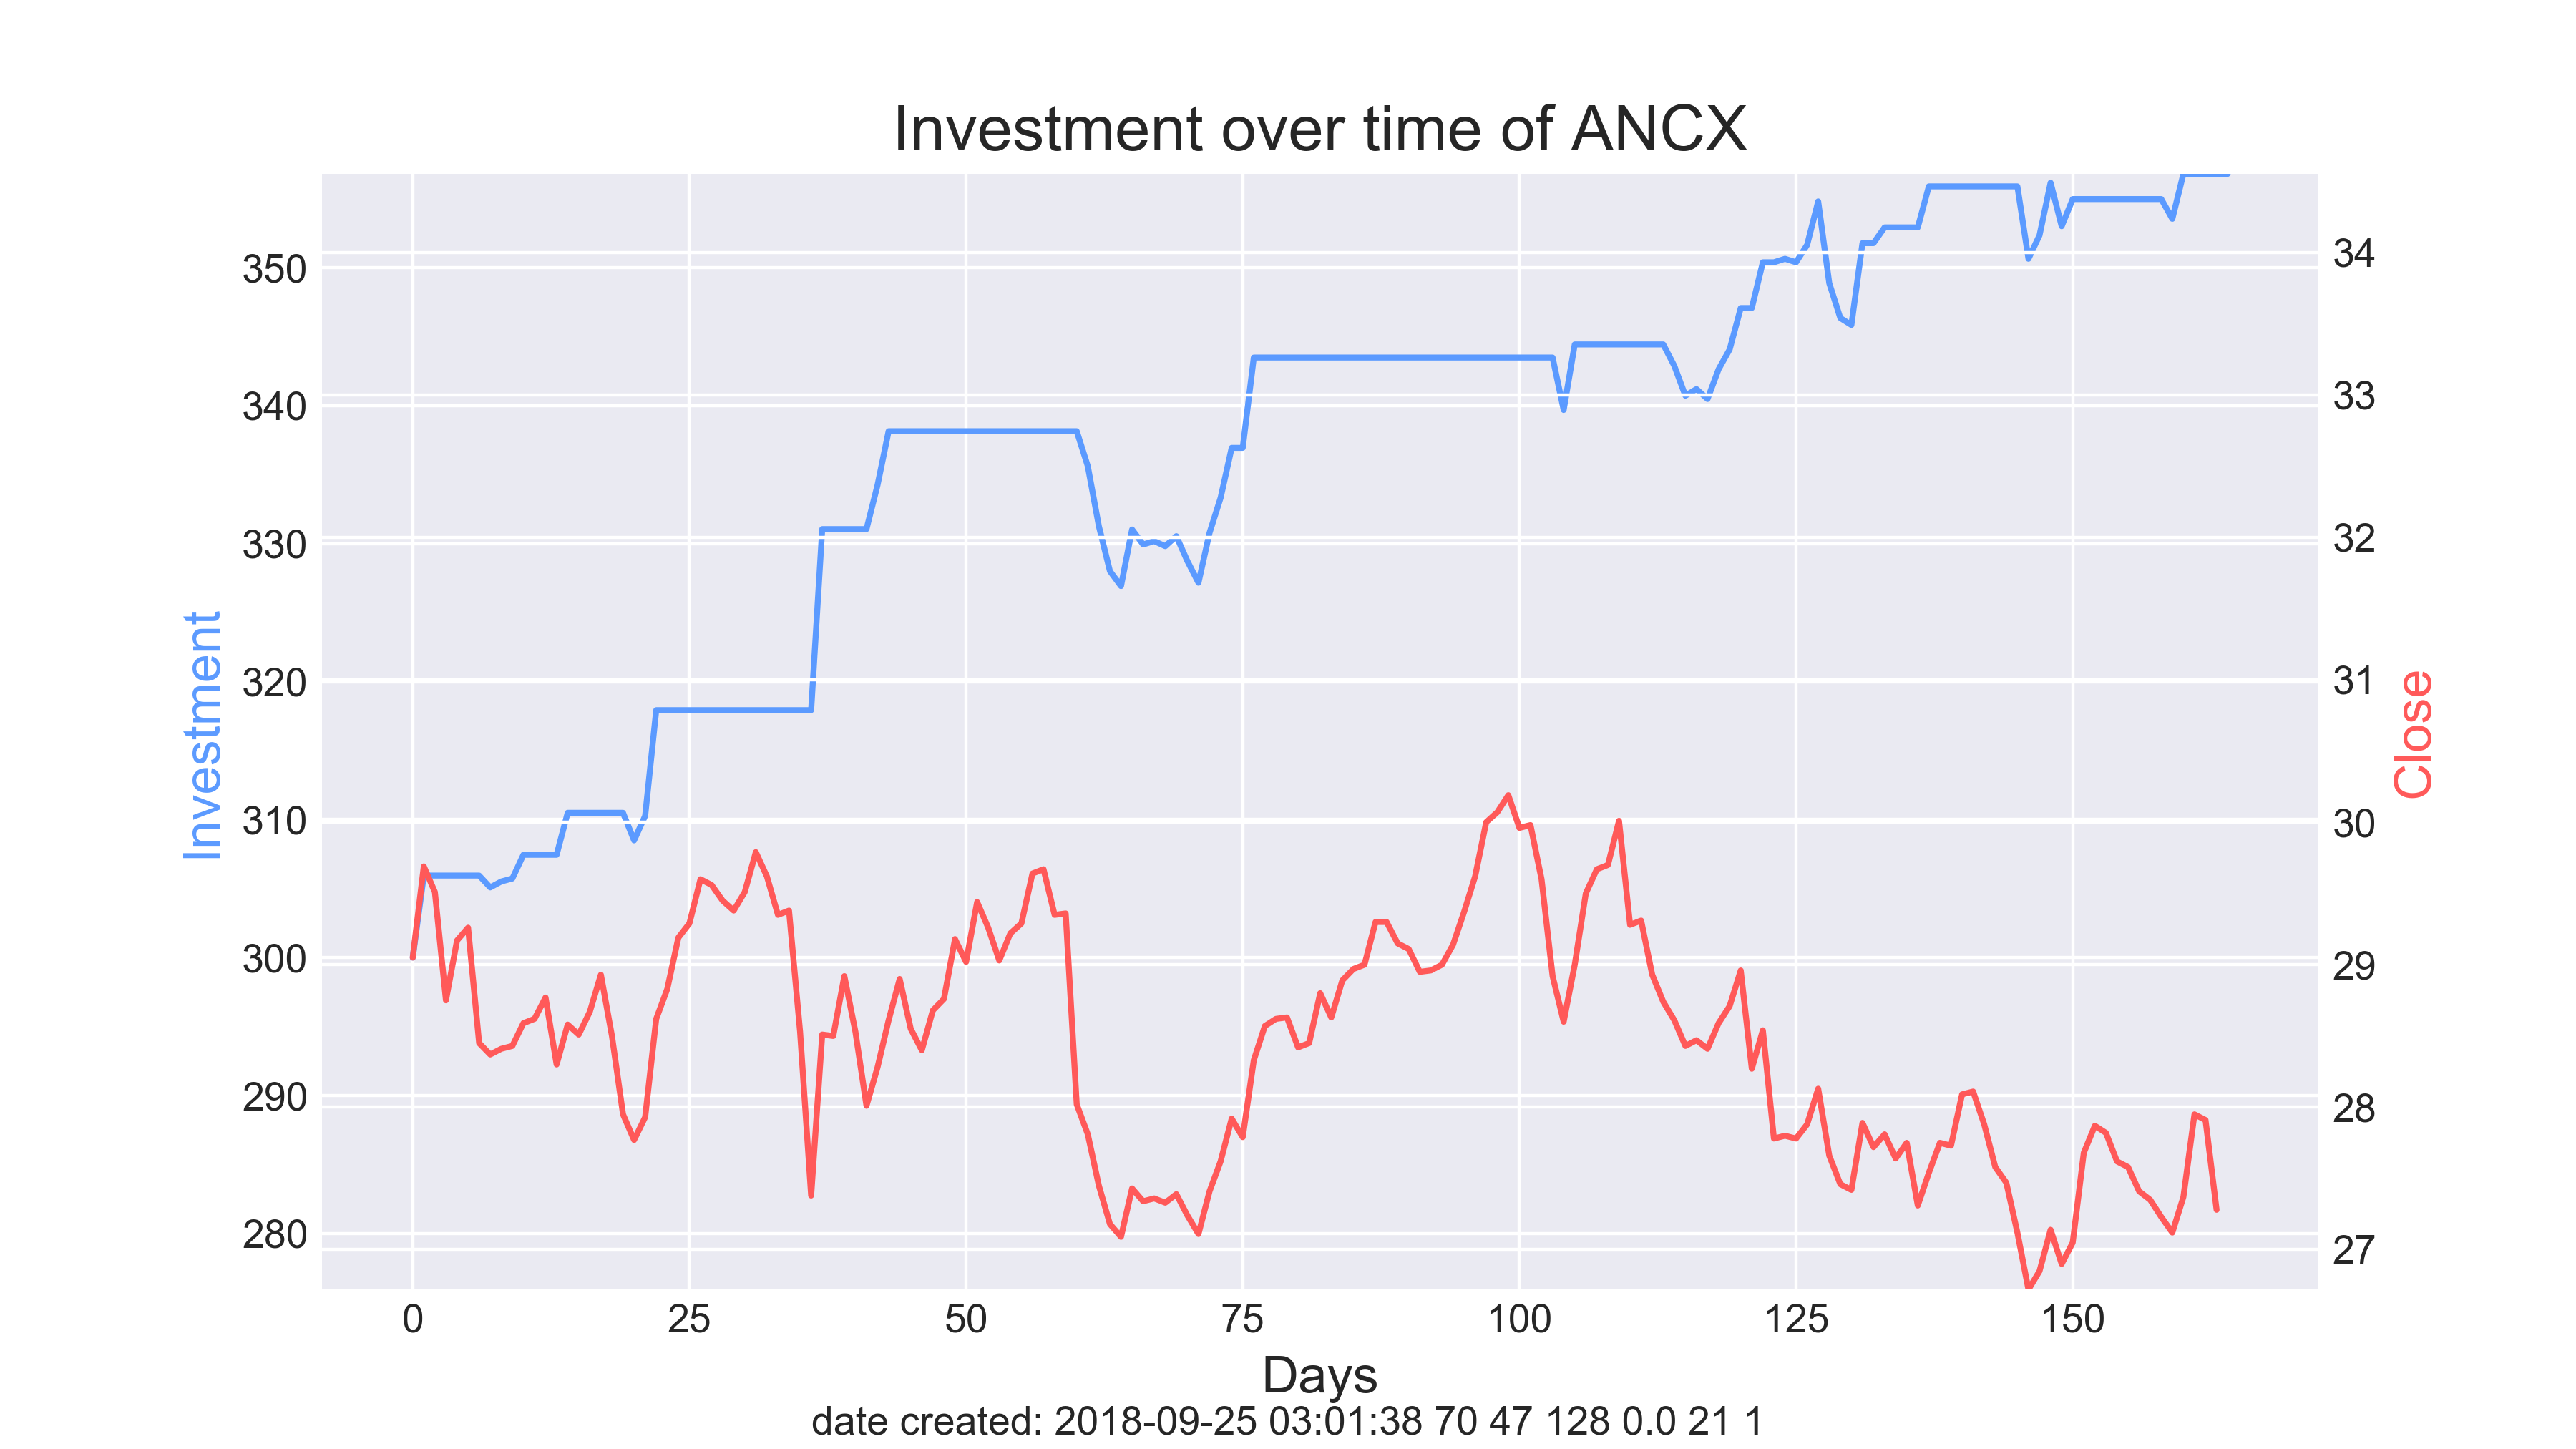 Investment over time of ANCX
Investment
350
340
330
320
310
300
290
280
34
33
32
31
30
29
28
27
Close
0 25 50 75 100 125 150
Days
date created: 2018-09-25 03:01:38 70 47 128 0.0 21 1